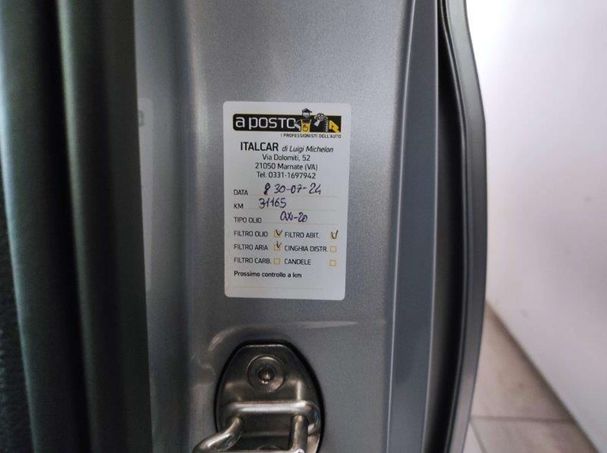 a POSTO
I PROFESSIONISTI DELL'AUTO
ITALCAR di Luigi Michelon
Via Dolomiti, 52
21050 Marnate (VA)
Tel. 0331-1697942
DATA 30-07-24
KM 31165
TIPO OLIO 0W-20
FILTRO OLIO FILTRO ABIT.
FILTRO ARIA CINGHIA DISTR.
FILTRO CARB. CANDELE
Prossimo controllo a km